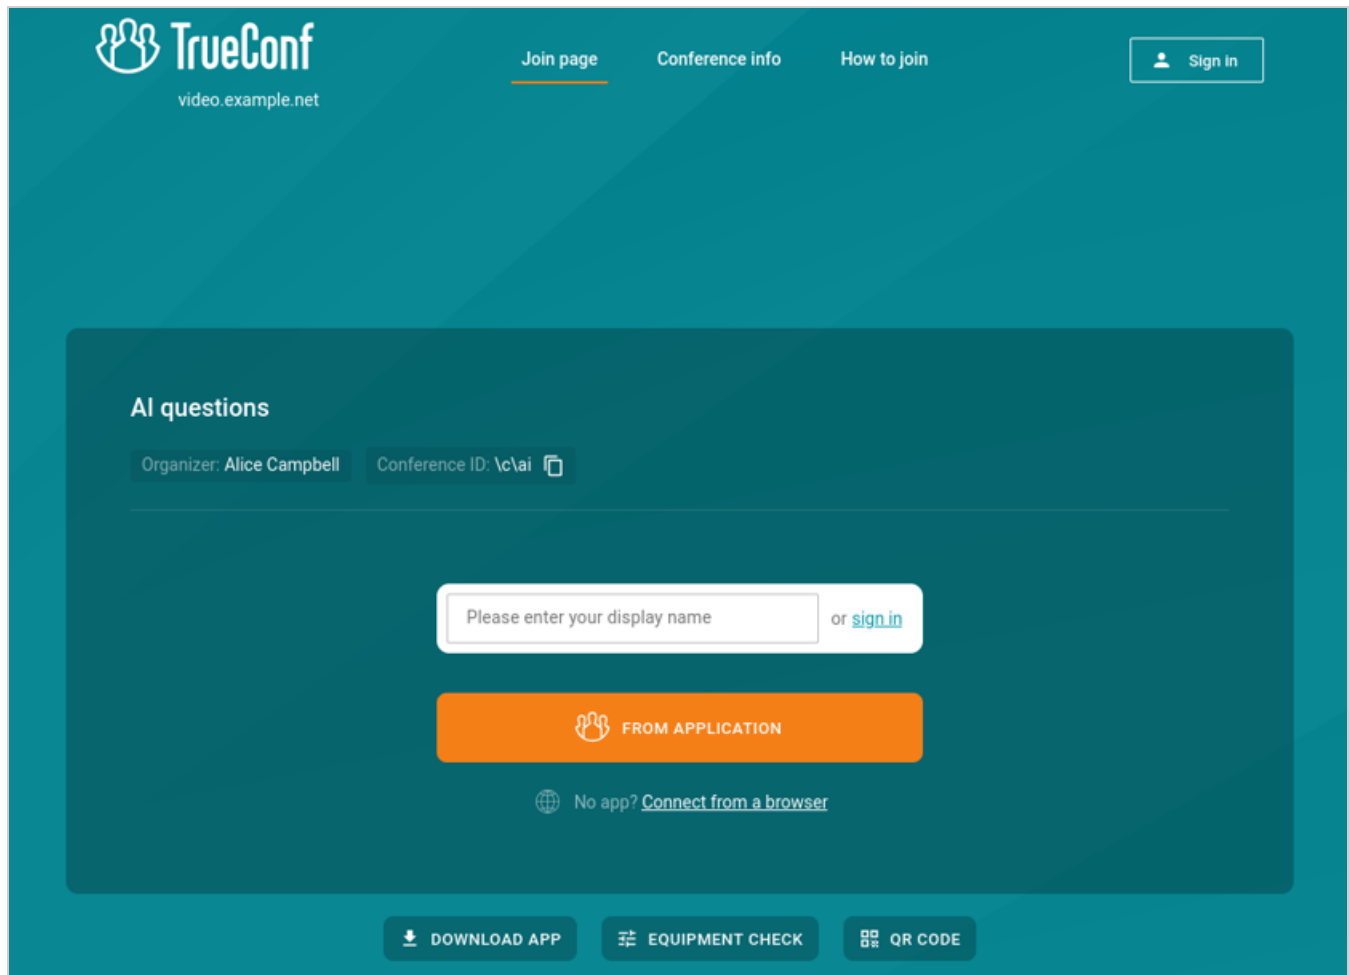 TrueConf
video.example.net
Join page
Conference info
How to join
Sign in
AI questions
Organizer: Alice Campbell
Conference ID: \c\ai
Please enter your display name
or sign in
FROM APPLICATION
No app? Connect from a browser
DOWNLOAD APP
EQUIPMENT CHECK
QR CODE